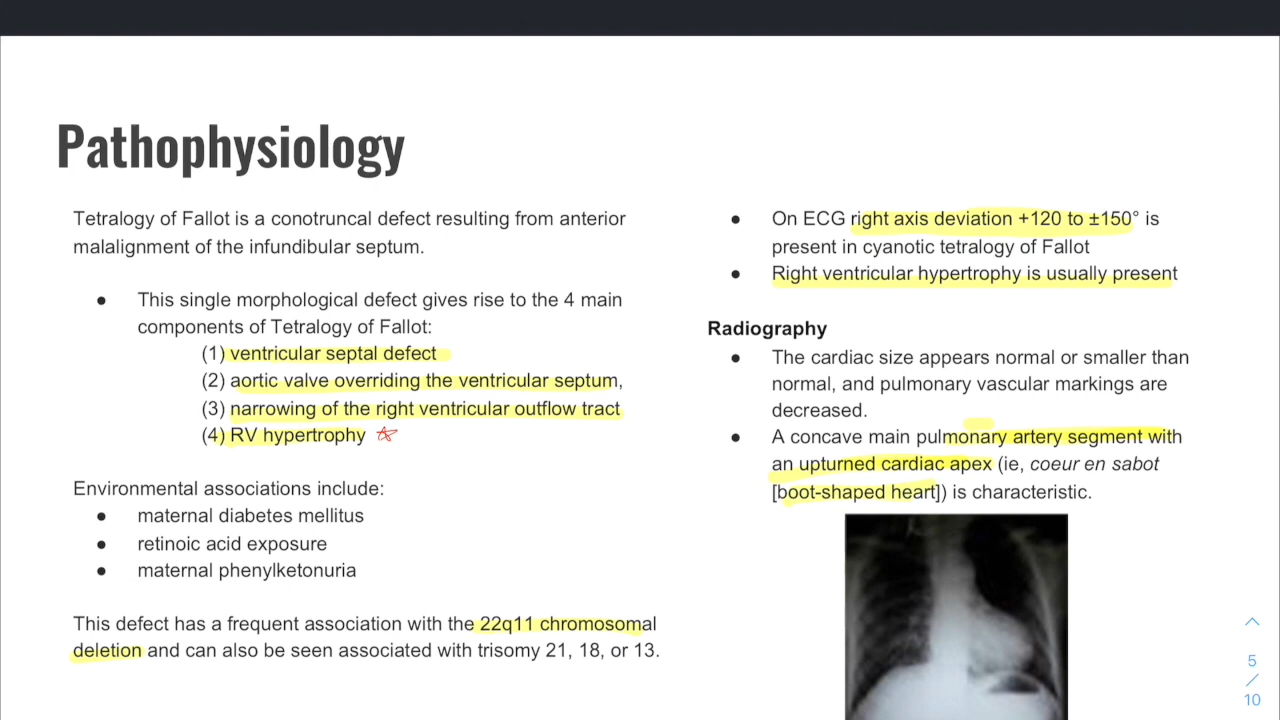 Pathophysiology
Tetralogy of Fallot is a conotruncal defect resulting from anterior
malalignment of the infundibular septum.
● This single morphological defect gives rise to the 4 main
components of Tetralogy of Fallot:
(1) ventricular septal defect
(2) aortic valve overriding the ventricular septum,
(3) narrowing of the right ventricular outflow tract
(4) RV hypertrophy
Environmental associations include:
● maternal diabetes mellitus
● retinoic acid exposure
● maternal phenylketonuria
This defect has a frequent association with the 22q11 chromosomal
deletion and can also be seen associated with trisomy 21, 18, or 13.
● On ECG right axis deviation +120 to ±150° is
present in cyanotic tetralogy of Fallot
● Right ventricular hypertrophy is usually present
Radiography
● The cardiac size appears normal or smaller than
normal, and pulmonary vascular markings are
decreased.
● A concave main pulmonary artery segment with
an upturned cardiac apex (ie, coeur en sabot
[boot-shaped heart]) is characteristic.
5
/
10